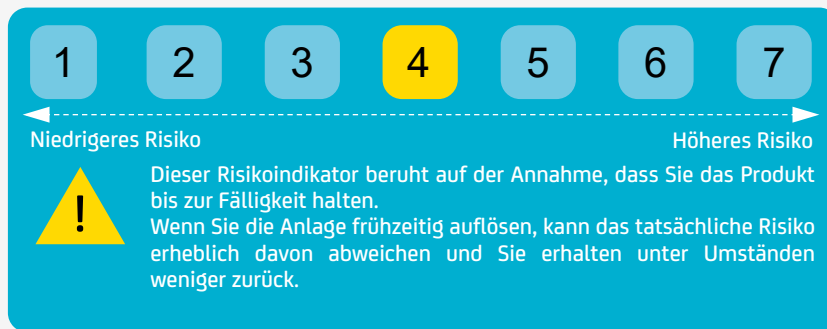 1 2 3 4 5 6 7
Niedrigeres Risiko Höheres Risiko
Dieser Risikoindikator beruht auf der Annahme, dass Sie das Produkt
bis zur Fälligkeit halten.
Wenn Sie die Anlage frühzeitig auflösen, kann das tatsächliche Risiko
erheblich davon abweichen und Sie erhalten unter Umständen
weniger zurück.
!